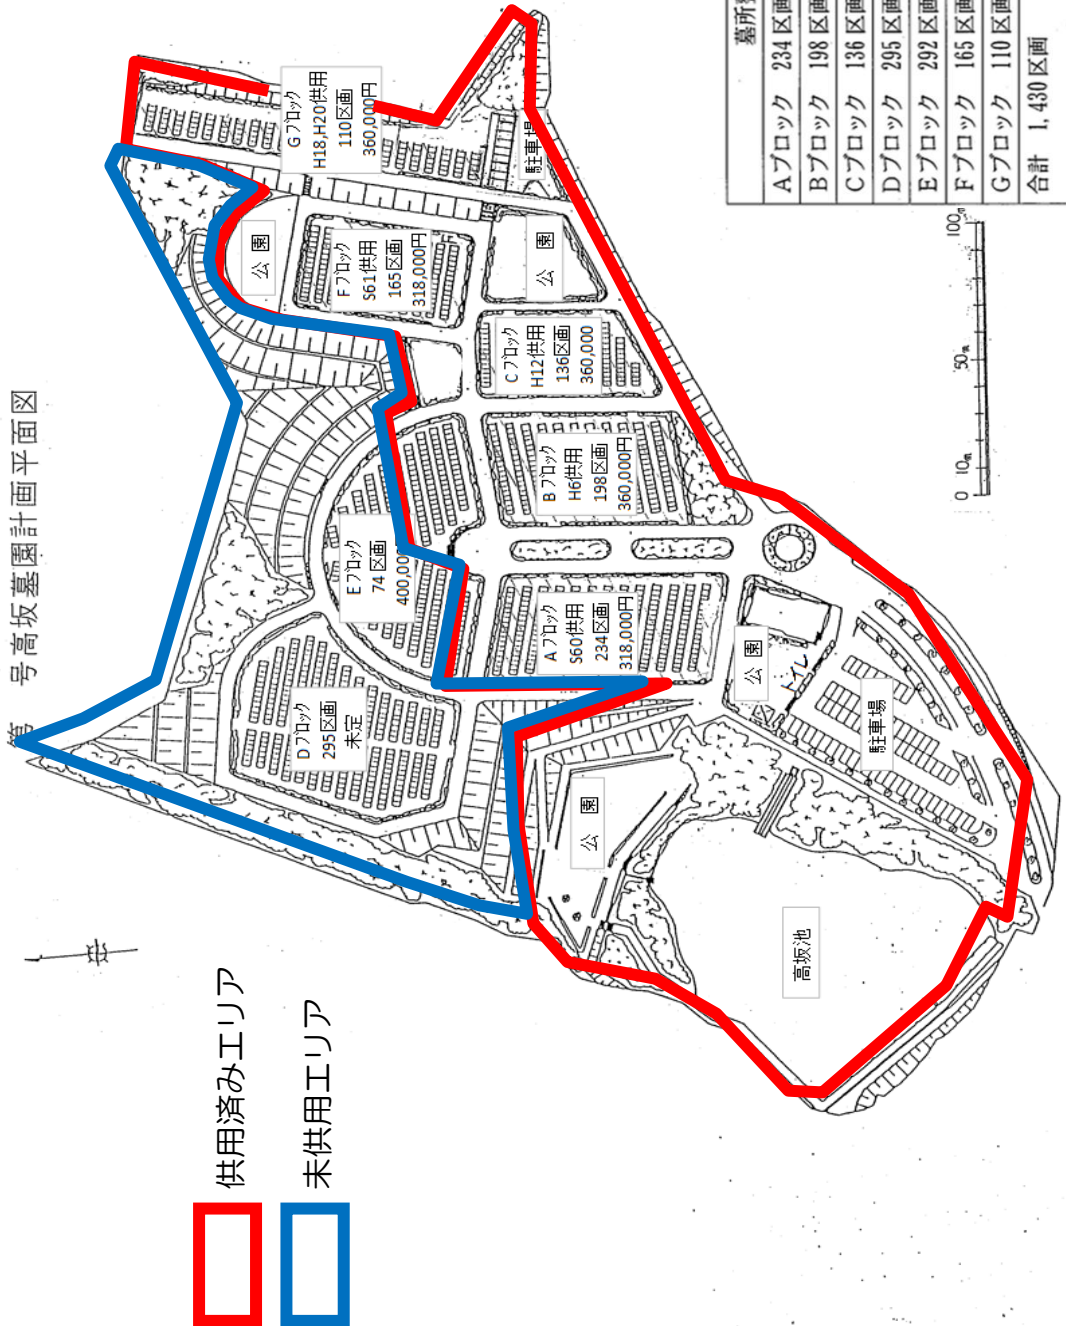 号高坂墓園計画平面図
供用済みエリア
未供用エリア
Gブロック
H18,H20供用
110区画
360,000円
駐車場
公園
Fブロック
S61供用
165区画
318,000円
公　園
Cブロック
H12供用
136区画
360,000
Bブロック
H6供用
198区画
360,000円
Eブロック
74区画
400,000
Aブロック
S60供用
234区画
318,000円
Dブロック
295区画
未定
公園
トイレ
駐車場
公　園
高坂池
0 10m 50m 100m
墓所
Aブロック 234区画
Bブロック 198区画
Cブロック 136区画
Dブロック 295区画
Eブロック 292区画
Fブロック 165区画
Gブロック 110区画
合計 1,430区画